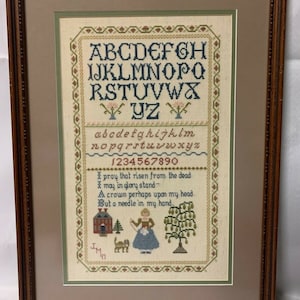 ABCDEFGH
IJKLMNOPQ
RSTUVWX
YZ
abcdefghijklm
nopqrstuvwxyz
1234567890
I pray that risen from the dead
I may in glory stand-
A crown perhaps upon my head
But a needle in my hand.